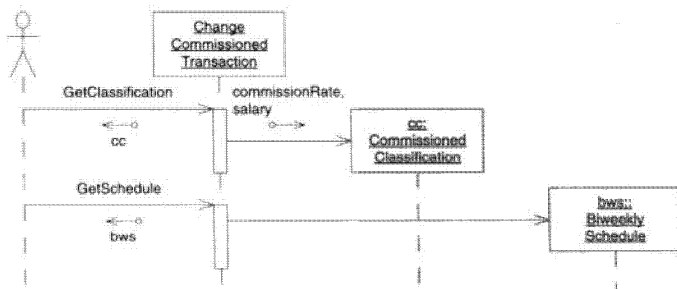 Change
Commissioned
Transaction
GetClassification
commissionRate,
salary
cc
cc:
Commissioned
Classification
GetSchedule
bws
bws::
Biweekly
Schedule